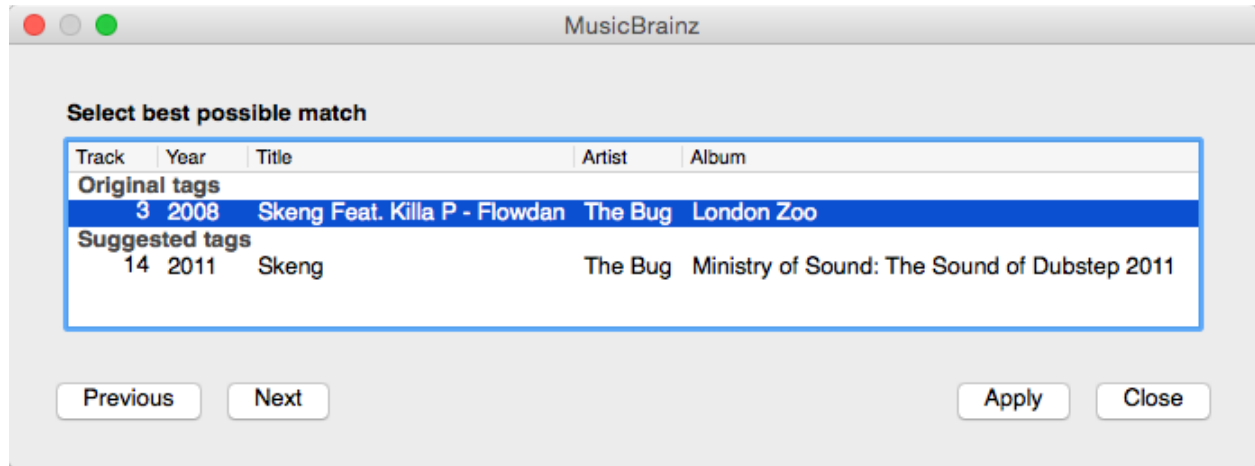 MusicBrainz
Select best possible match
Track Year Title Artist Album
Original tags
3 2008 Skeng Feat. Killa P - Flowdan The Bug London Zoo
Suggested tags
14 2011 Skeng The Bug Ministry of Sound: The Sound of Dubstep 2011
Previous Next Apply Close